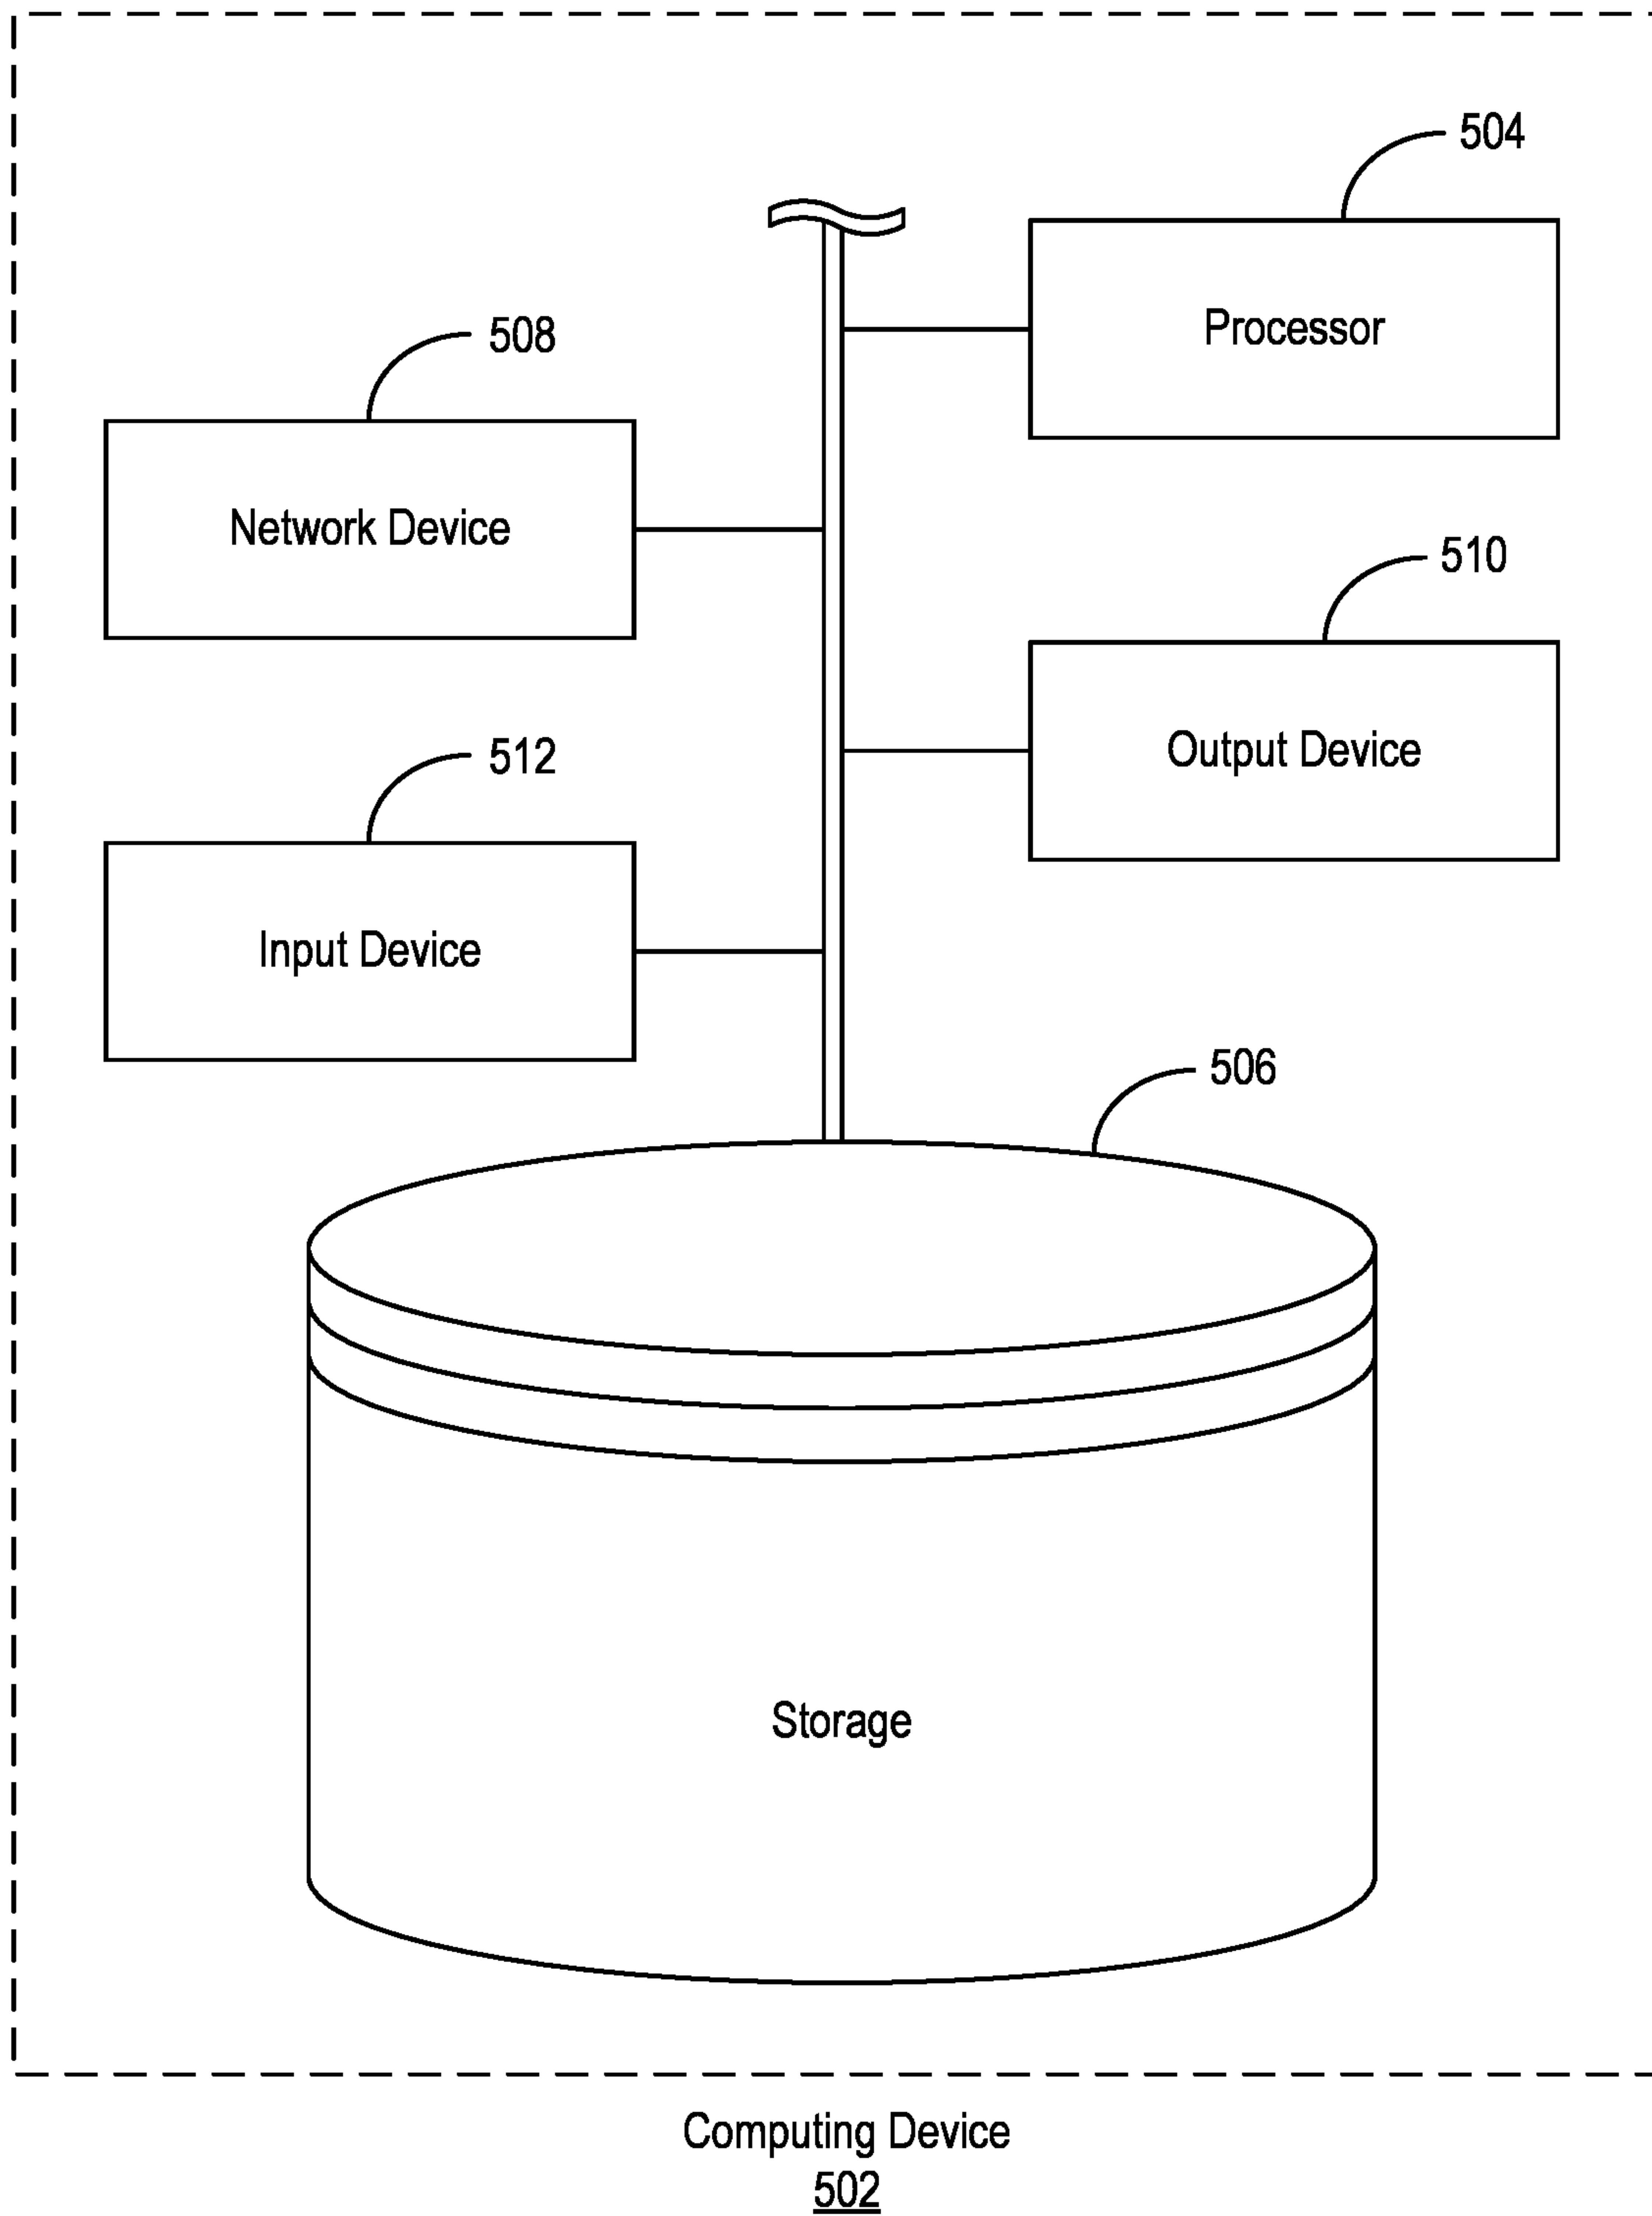 504
Processor
508
Network Device
510
Output Device
512
Input Device
506
Storage
Computing Device
502